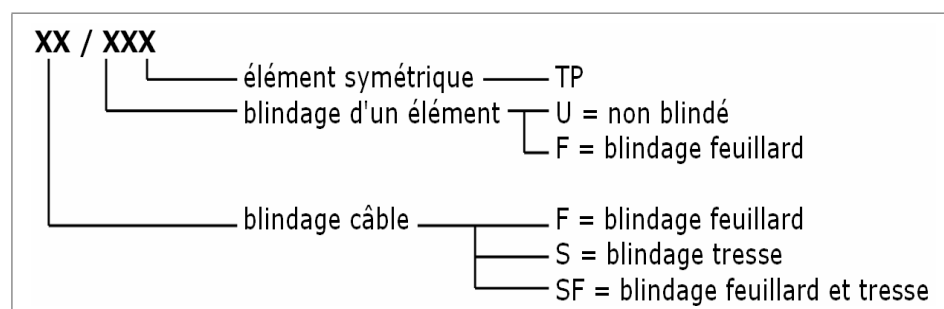 XX / XXX
élément symétrique TP
blindage d'un élément U = non blindé
F = blindage feuillard
blindage câble F = blindage feuillard
S = blindage tresse
SF = blindage feuillard et tresse